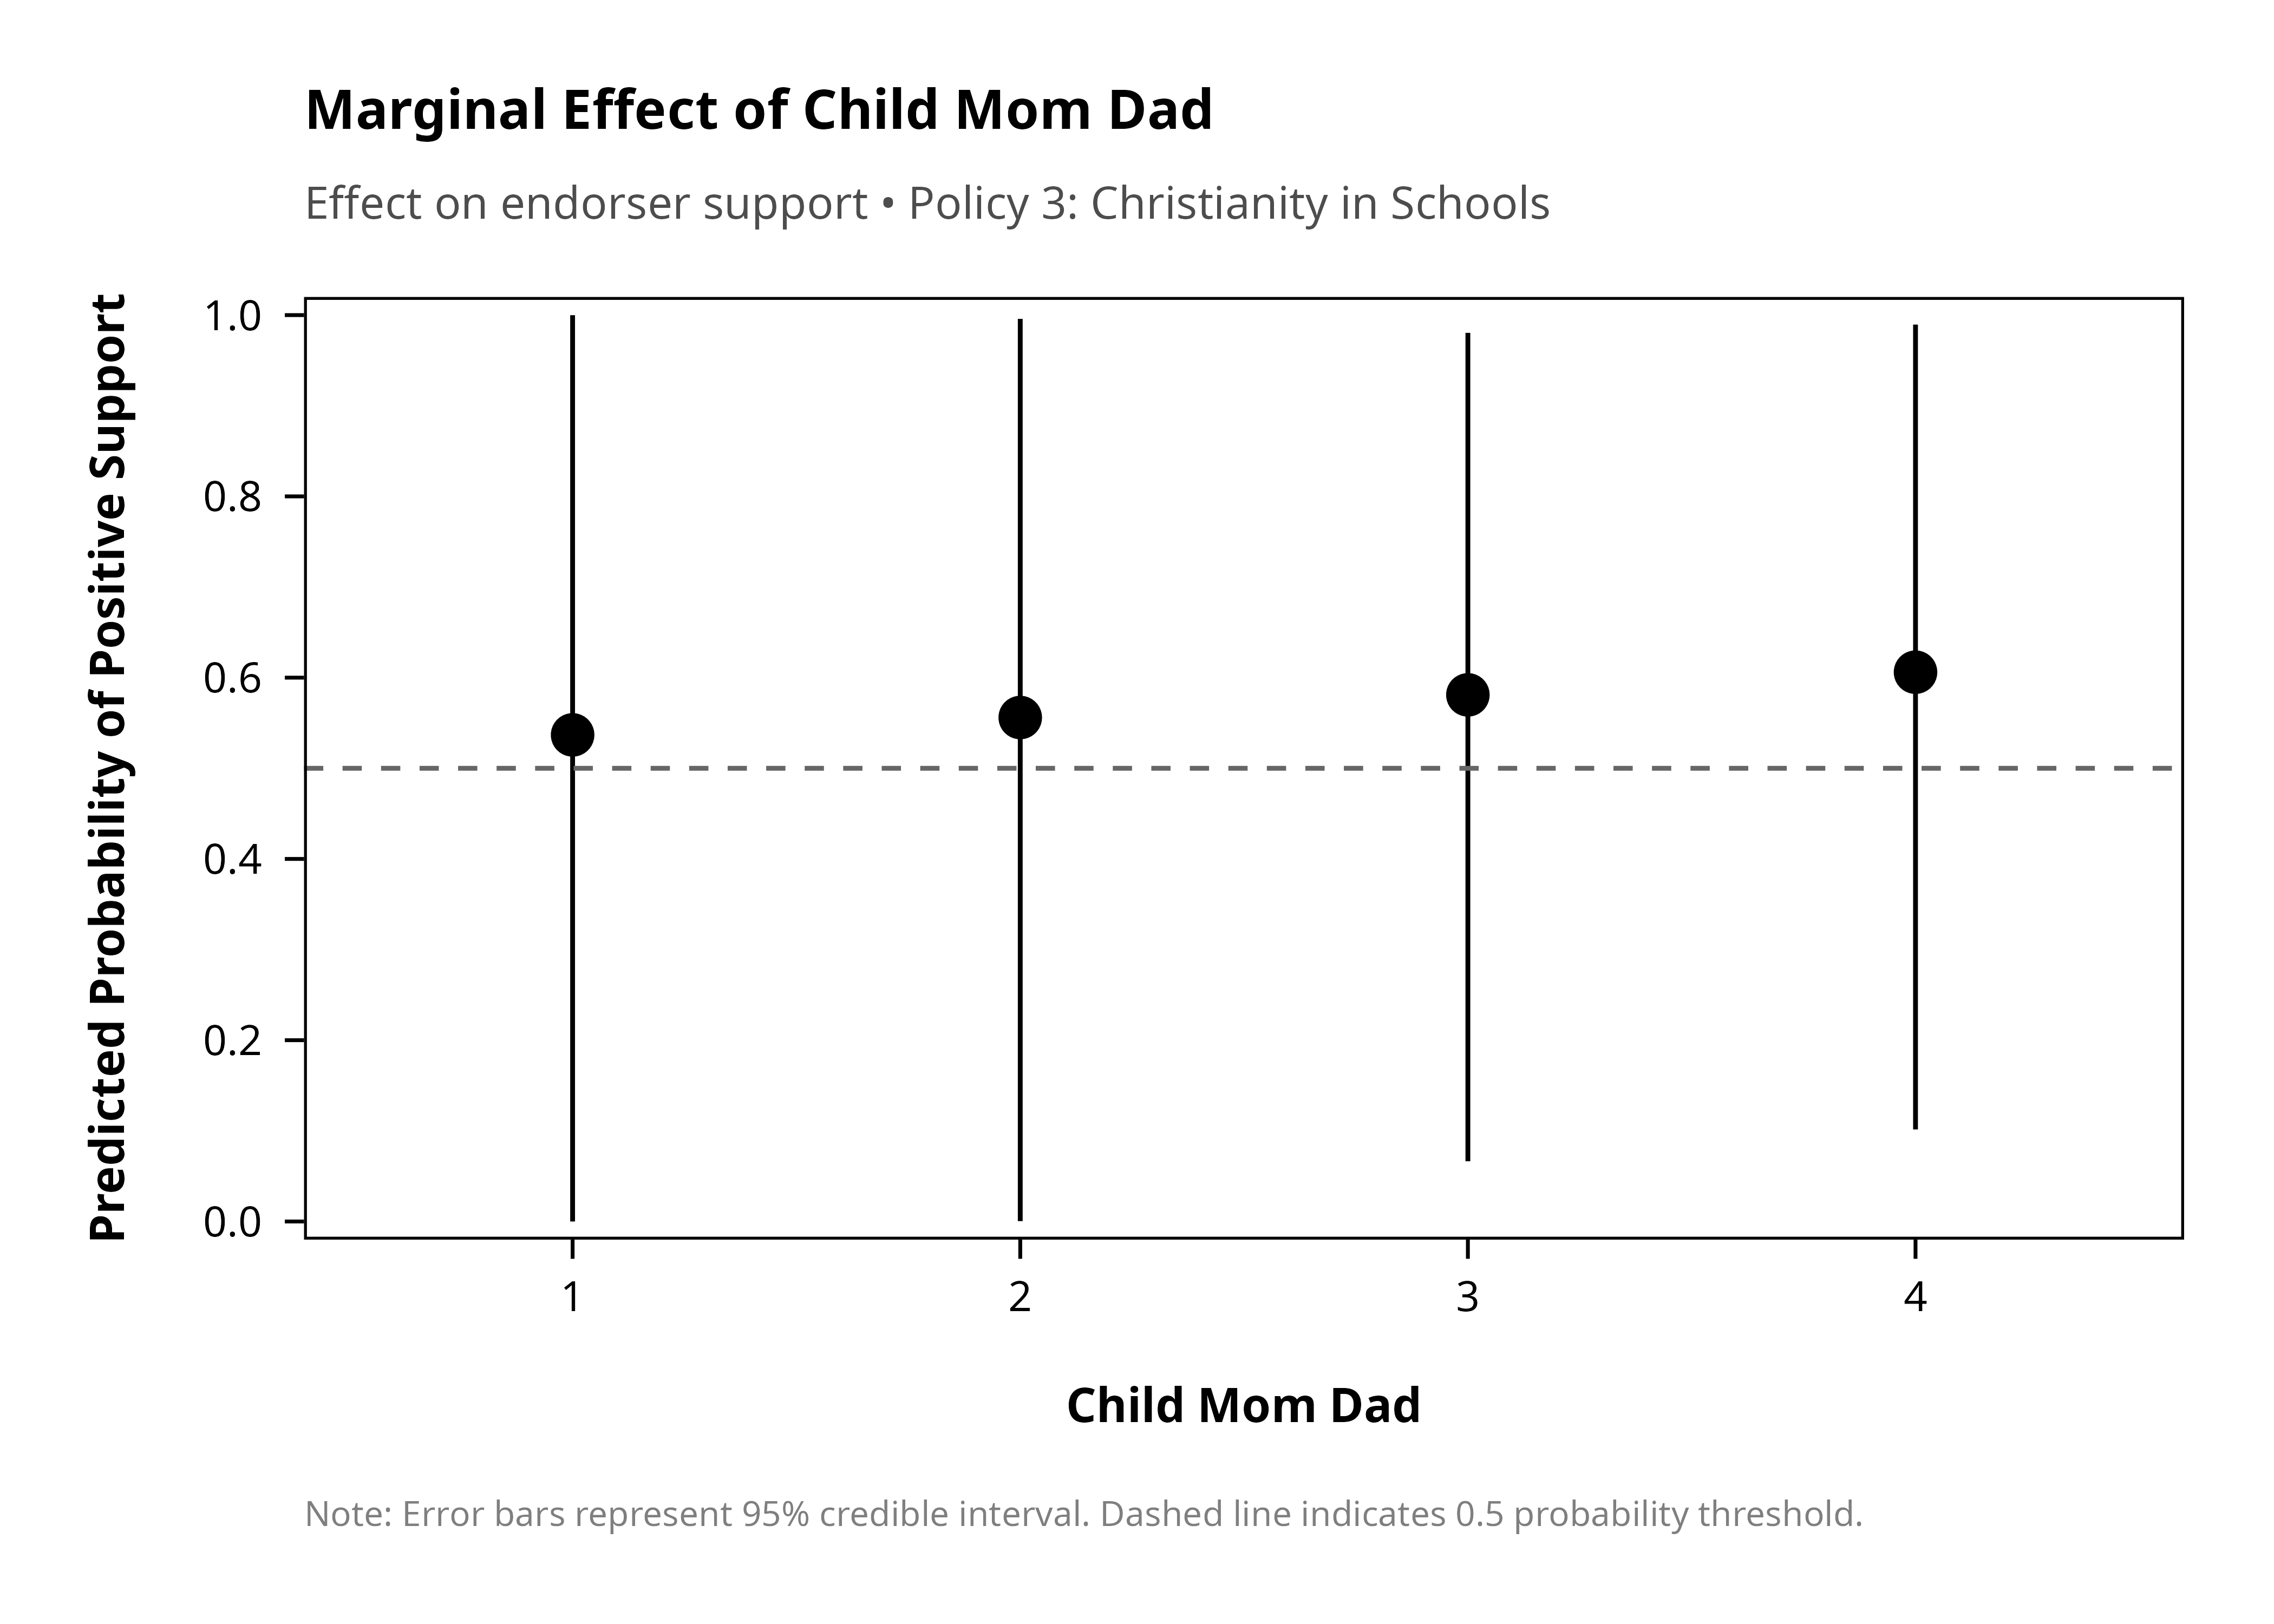 Marginal Effect of Child Mom Dad
Effect on endorser support • Policy 3: Christianity in Schools
Predicted Probability of Positive Support
1.0
0.8
0.6
0.4
0.2
0.0
1
2
3
4
Child Mom Dad
Note: Error bars represent 95% credible interval. Dashed line indicates 0.5 probability threshold.